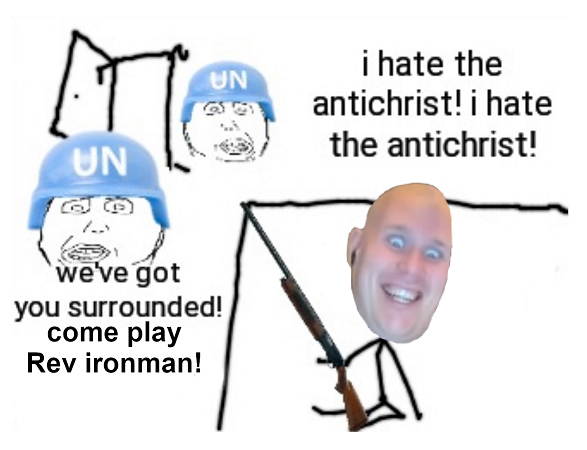 UN
i hate the
antichrist! i hate
the antichrist!
UN
we've got
you surrounded!
come play
Rev ironman!